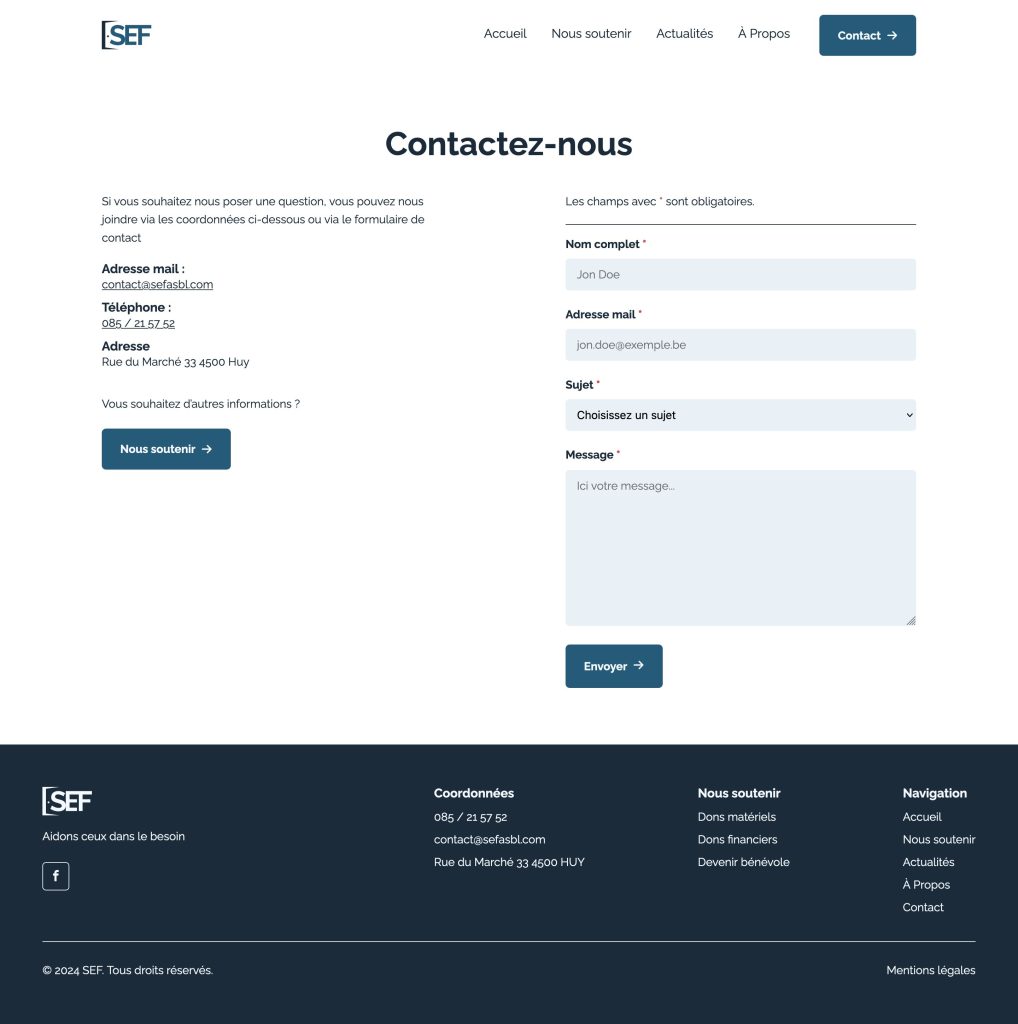 SEF
Accueil
Nous soutenir
Actualités
À Propos
Contact
Contactez-nous
Si vous souhaitez nous poser une question, vous pouvez nous
joindre via les coordonnées ci-dessous ou via le formulaire de
contact
Adresse mail :
contact@sefasbl.com
Téléphone :
085 / 21 57 52
Adresse
Rue du Marché 33 4500 Huy
Vous souhaitez d'autres informations ?
Nous soutenir
Les champs avec * sont obligatoires.
Nom complet *
Jon Doe
Adresse mail *
jon.doe@exemple.be
Sujet *
Choisissez un sujet
Message *
Ici votre message...
Envoyer
SEF
Aidons ceux dans le besoin
f
Coordonnées
085 / 21 57 52
contact@sefasbl.com
Rue du Marché 33 4500 HUY
Nous soutenir
Dons matériels
Dons financiers
Devenir bénévole
Navigation
Accueil
Nous soutenir
Actualités
À Propos
Contact
© 2024 SEF. Tous droits réservés.
Mentions légales